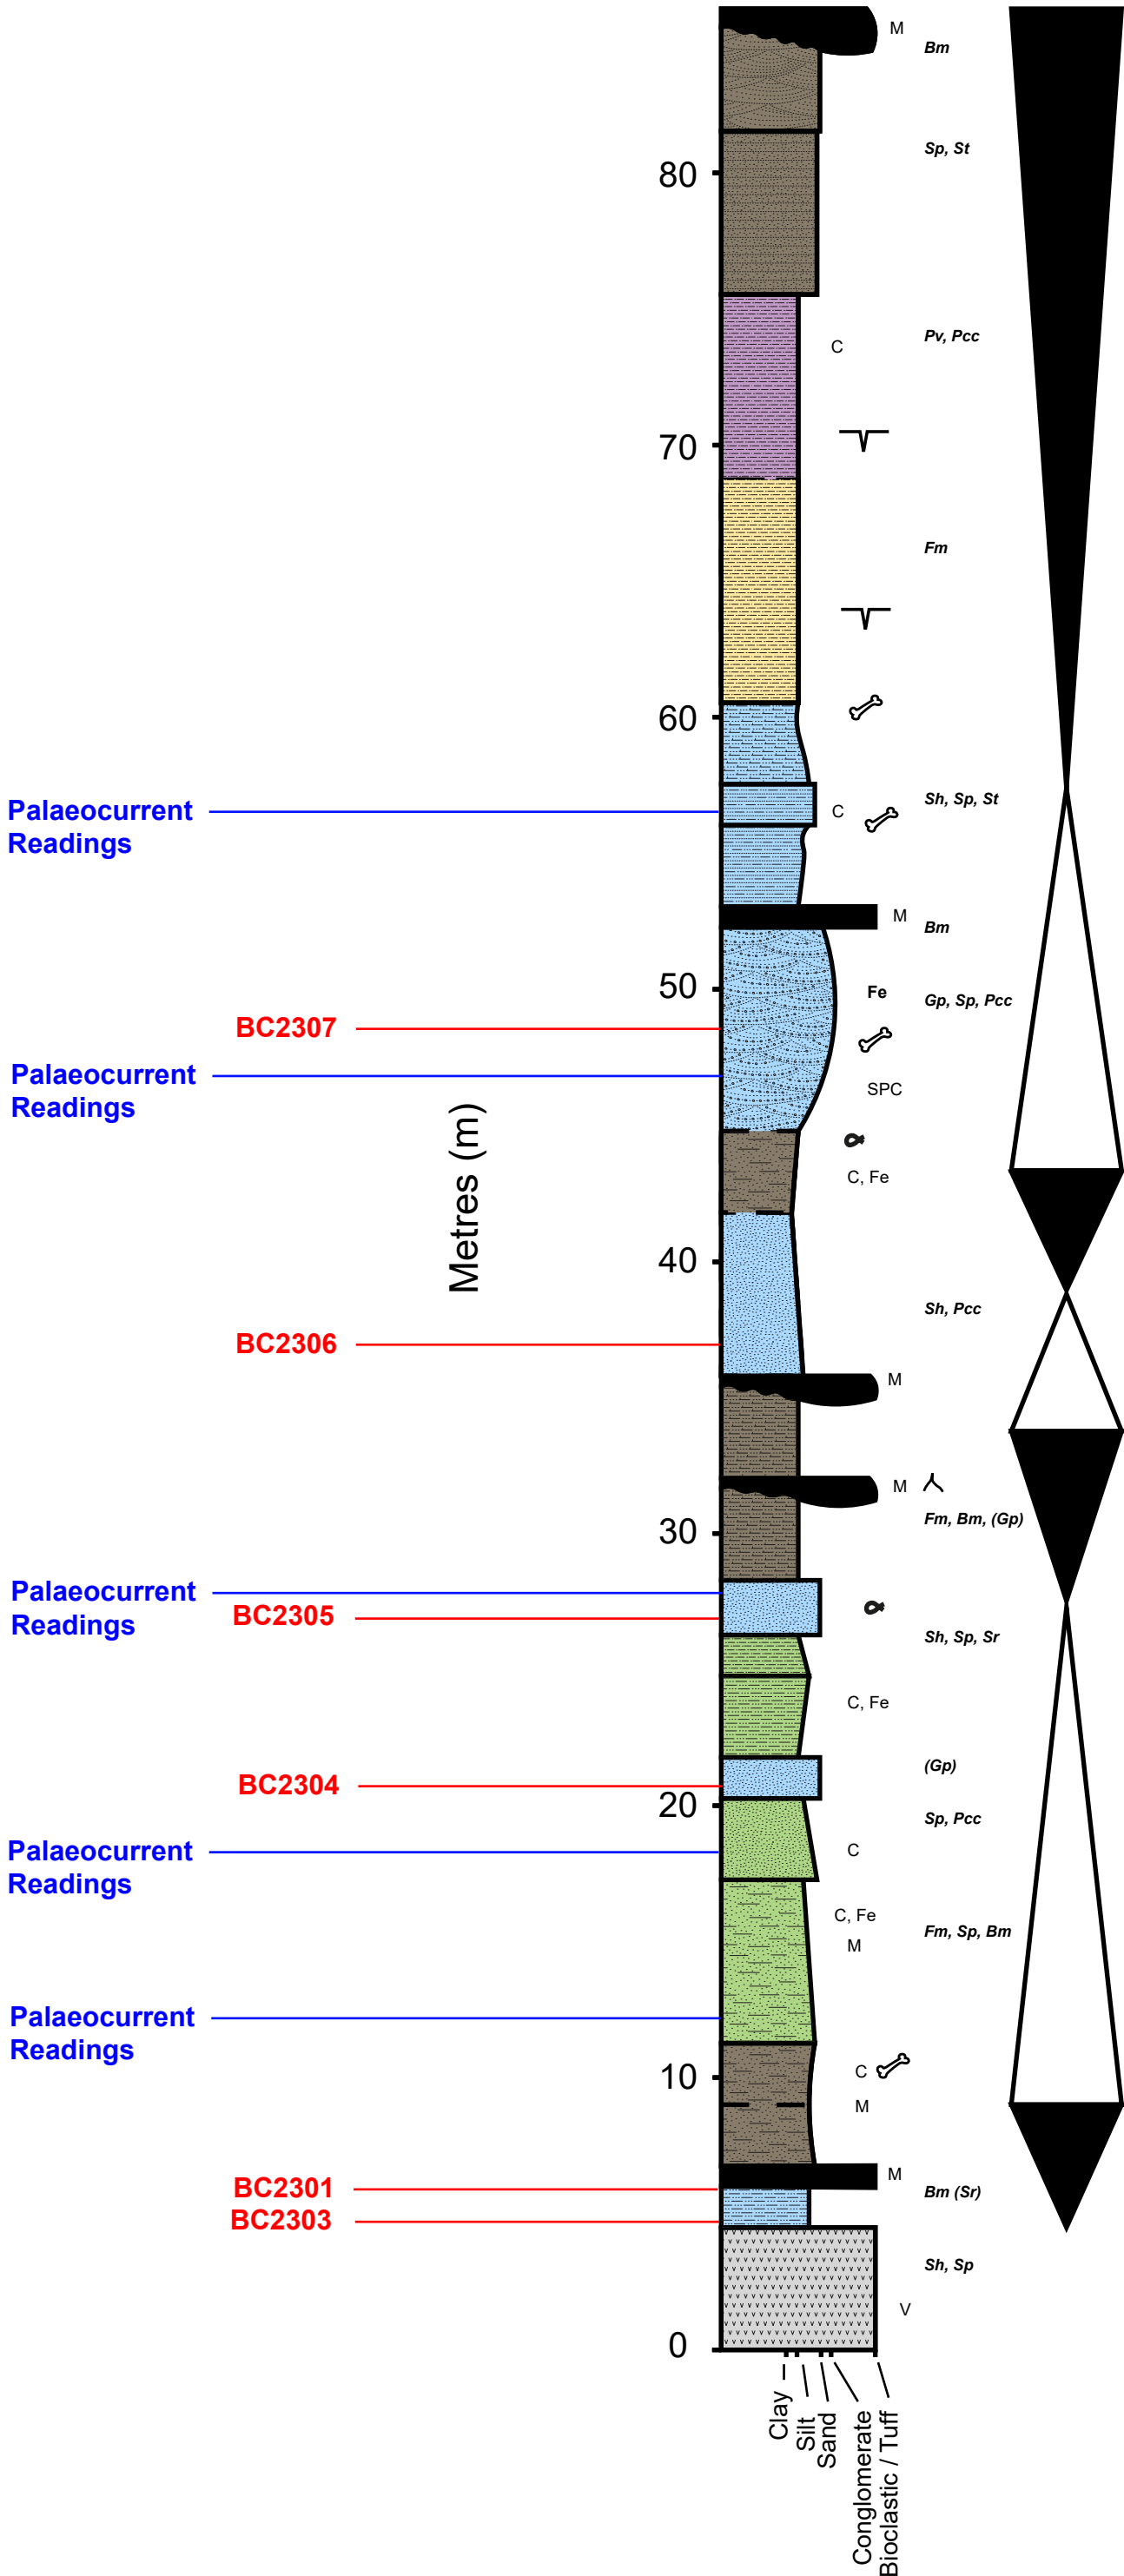 M
Bm
Sp, St
80
Pv, Pcc
C
70
Fm
60
Sh, Sp, St
Palaeocurrent
Readings
C
M
Bm
50
Fe
Gp, Sp, Pcc
BC2307
Palaeocurrent
Readings
SPC
Metres (m)
C, Fe
40
Sh, Pcc
BC2306
M
M
Fm, Bm, (Gp)
30
Palaeocurrent
Readings
BC2305
Sh, Sp, Sr
C, Fe
(Gp)
BC2304
20
Sp, Pcc
Palaeocurrent
Readings
C
C, Fe
M
Fm, Sp, Bm
Palaeocurrent
Readings
10
C
M
M
BC2301
Bm (Sr)
BC2303
Sh, Sp
V
0
Clay
Silt
Sand
Conglomerate
Bioclastic / Tuff